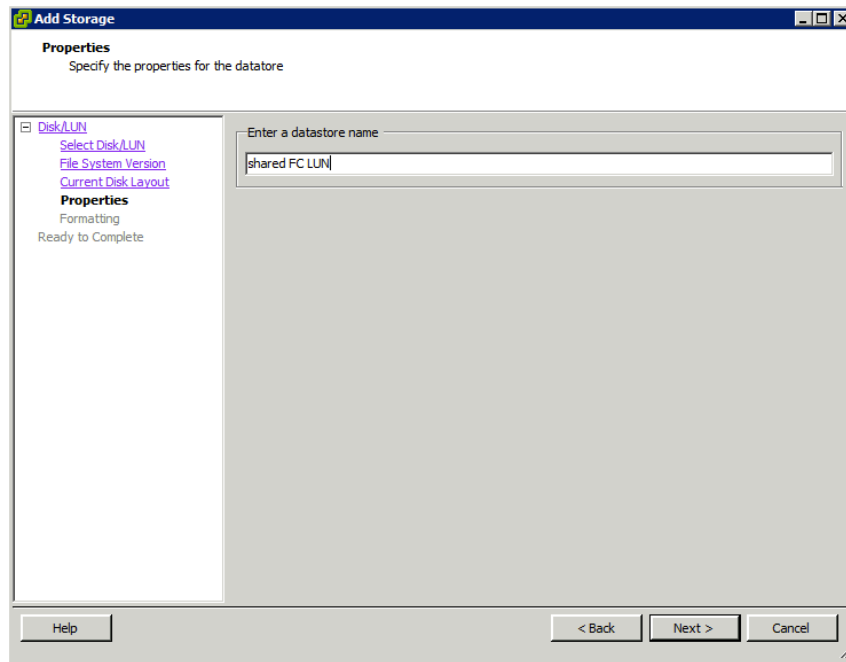 Add Storage
Properties
Specify the properties for the datatore
Disk/LUN
Select Disk/LUN
File System Version
Current Disk Layout
Properties
Formatting
Ready to Complete
Enter a datastore name
shared FC LUN
Help
< Back
Next >
Cancel